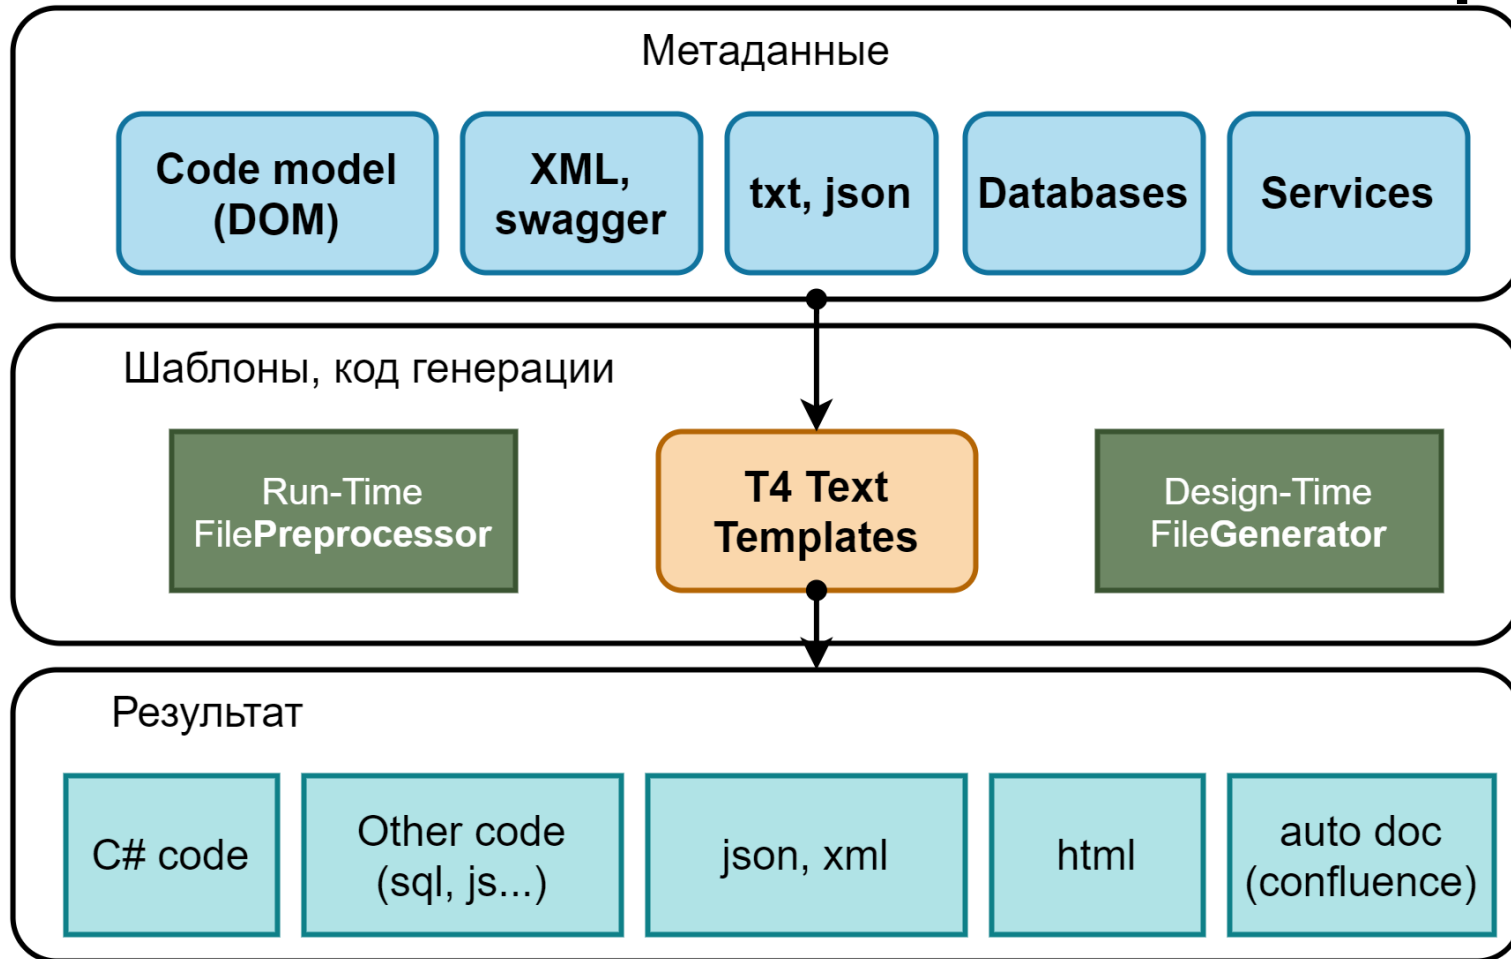 Метаданные
Code model
(DOM)
XML,
swagger
txt, json
Databases
Services
Шаблоны, код генерации
Run-Time
FilePreprocessor
T4 Text
Templates
Design-Time
FileGenerator
Результат
C# code
Other code
(sql, js...)
json, xml
html
auto doc
(confluence)